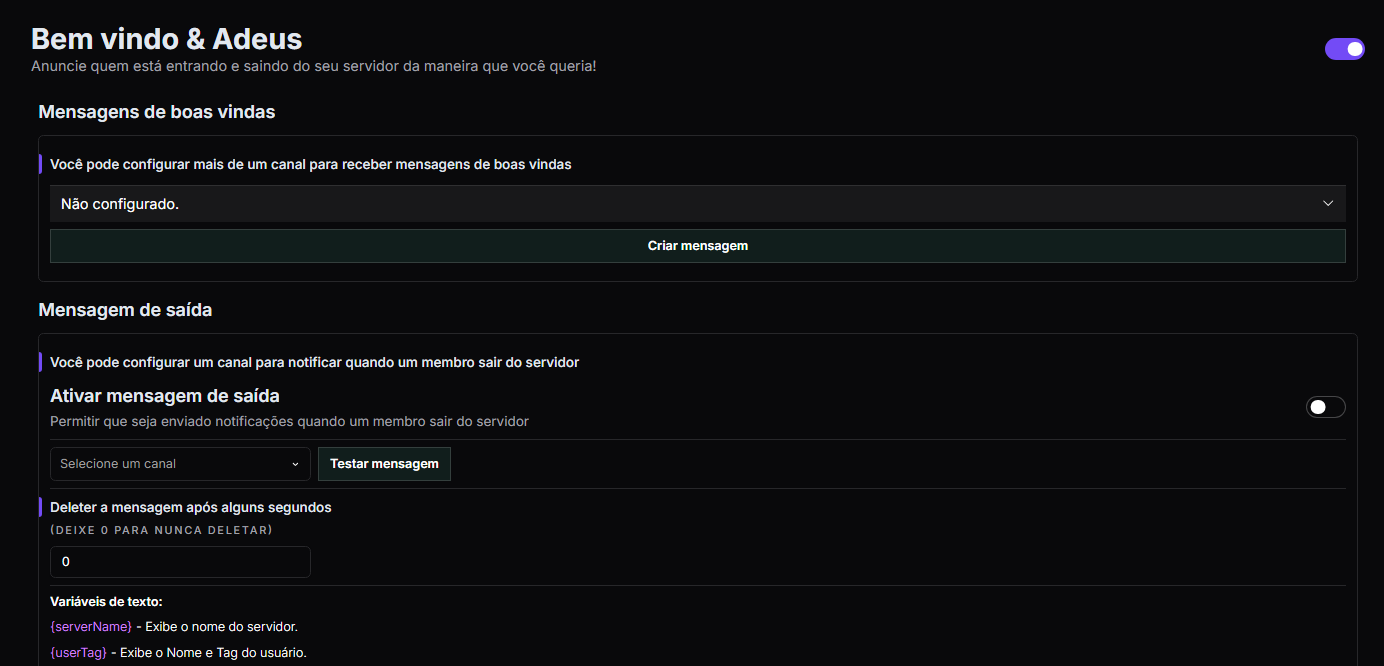 Bem vindo & Adeus
Anuncie quem está entrando e saindo do seu servidor da maneira que você queria!
Mensagens de boas vindas
Você pode configurar mais de um canal para receber mensagens de boas vindas
Não configurado.
Criar mensagem
Mensagem de saída
Você pode configurar um canal para notificar quando um membro sair do servidor
Ativar mensagem de saída
Permitir que seja enviado notificações quando um membro sair do servidor
Selecione um canal
Testar mensagem
Deleter a mensagem após alguns segundos
(DEIXE 0 PARA NUNCA DELETAR)
0
Variáveis de texto:
{serverName} - Exibe o nome do servidor.
{userTag} - Exibe o Nome e Tag do usuário.